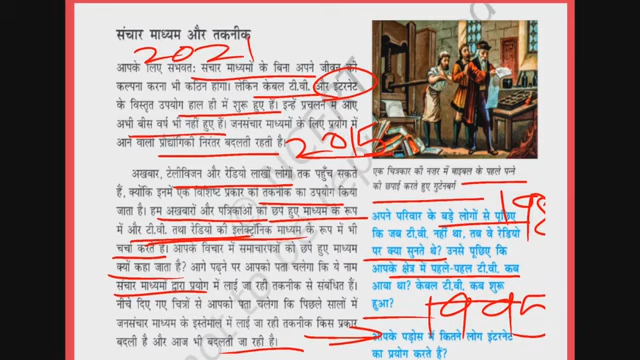 संचार माध्यम और तकनीक
2021
आपके लिए संभवत: संचार माध्यमों के बिना अपने जीवन की
कल्पना करना भी कठिन होगा। लेकिन केबल टी.वी. और इंटरनेट
के विस्तृत उपयोग हाल ही में शुरू हुए हैं। इन्हें प्रचलन में आए
अभी बीस वर्ष भी नहीं हुए हैं। जनसंचार माध्यमों के लिए प्रयोग में
आने वाली प्रौद्योगिकी निरंतर बदलती रहती है।
2015
अखबार, टेलीविजन और रेडियो लाखों लोगों तक पहुँच सकते
हैं, क्योंकि इनमें एक विशिष्ट प्रकार की तकनीक का उपयोग किया
जाता है। हम अखबारों और पत्रिकाओं की छपे हुए माध्यम के रूप
में और टी.वी. तथा रेडियो की इलेक्ट्रॉनिक माध्यम के रूप में भी
चर्चा करते हैं। आपके विचार में समाचारपत्रों को छपे हुए माध्यम
क्यों कहा जाता है? आगे पढ़ने पर आपको पता चलेगा कि ये नाम
संचार माध्यमों द्वारा प्रयोग में लाई जा रही तकनीक से संबंधित हैं।
नीचे दिए गए चित्रों से आपको पता चलेगा कि पिछले सालों में
जनसंचार माध्यम के इस्तेमाल में लाई जा रही तकनीक किस प्रकार
बदली है और आज भी बदलती जा रही है।
एक चित्रकार की नजर में बाइबल के पहले पन्ने
की छपाई करते हुए गुटेनबर्ग
अपने परिवार के बड़े लोगों से पूछिए
कि जब टी.वी. नहीं था, तब वे रेडियो
पर क्या सुनते थे? उनसे पूछिए कि
आपके क्षेत्र में पहले-पहल टी.वी. कब
आया था? केबल टी.वी. कब शुरू
हुआ?
आपके पड़ोस में कितने लोग इंटरनेट
का प्रयोग करते हैं?